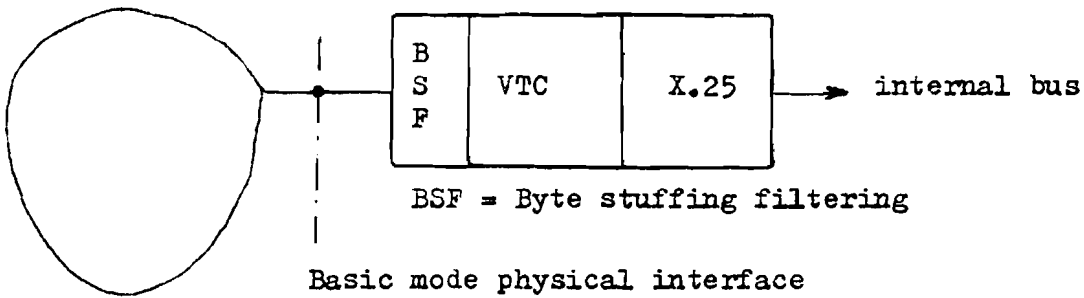 B
S
F
VTC
X.25
internal bus
BSF = Byte stuffing filtering
Basic mode physical interface